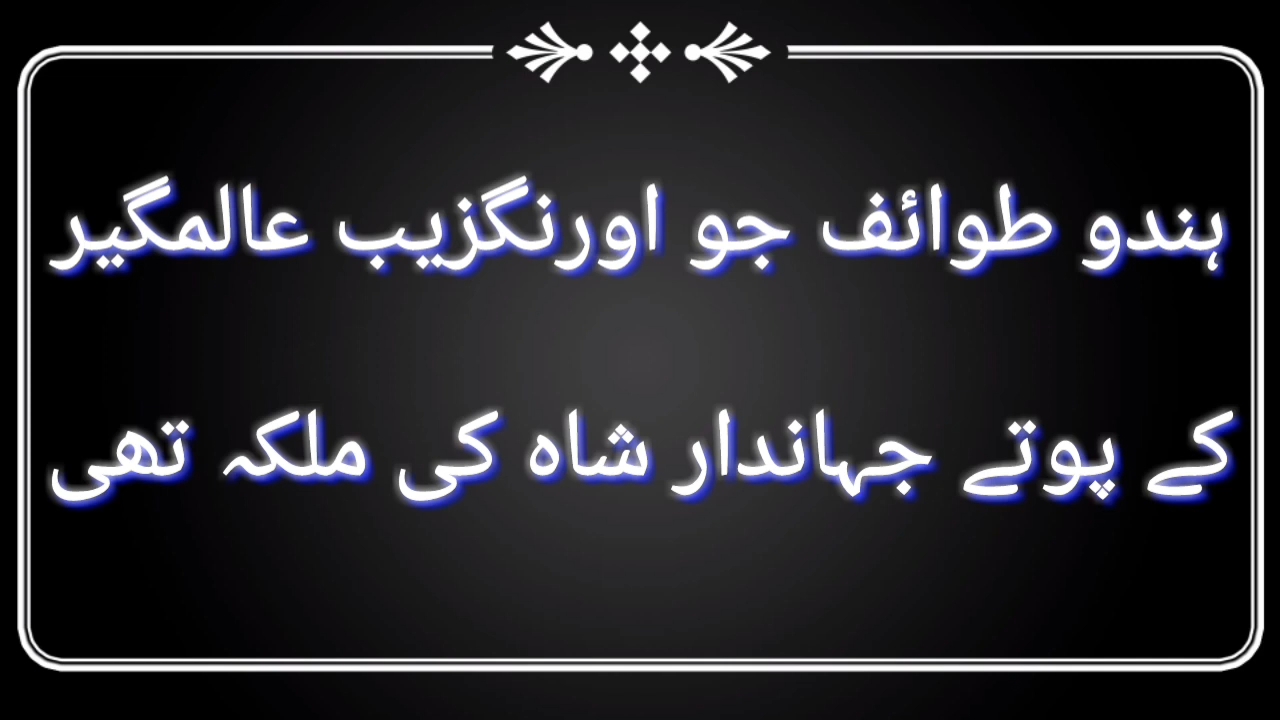 ہندو طوائف جو اورنگزیب عالمگیر
کے پوتے جہاندار شاہ کی ملکہ تھی